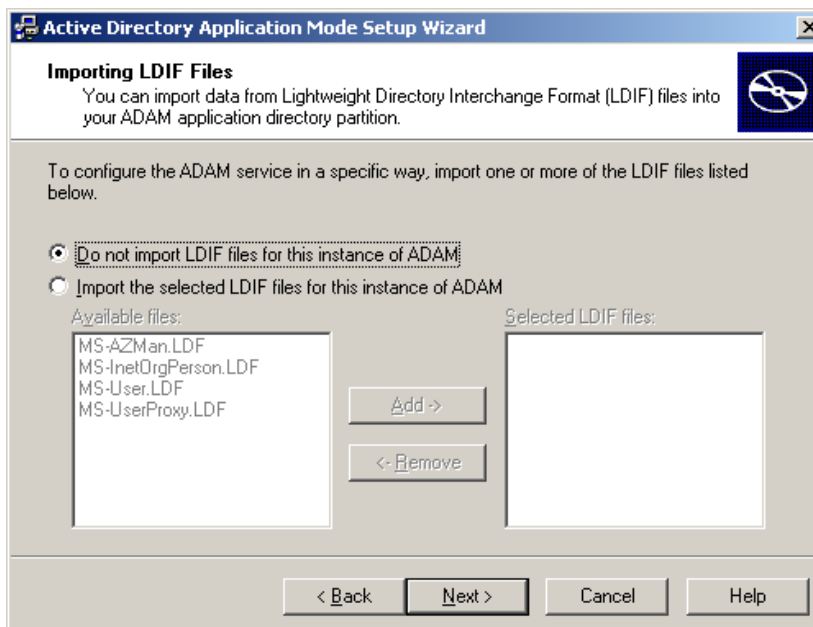 Active Directory Application Mode Setup Wizard
Importing LDIF Files
You can import data from Lightweight Directory Interchange Format (LDIF) files into
your ADAM application directory partition.
To configure the ADAM service in a specific way, import one or more of the LDIF files listed
below.
Do not import LDIF files for this instance of ADAM
Import the selected LDIF files for this instance of ADAM
Available files:
Selected LDIF files:
MS-AZMan.LDF
MS-InetOrgPerson.LDF
MS-User.LDF
MS-UserProxy.LDF
Add ->
<- Remove
< Back
Next >
Cancel
Help